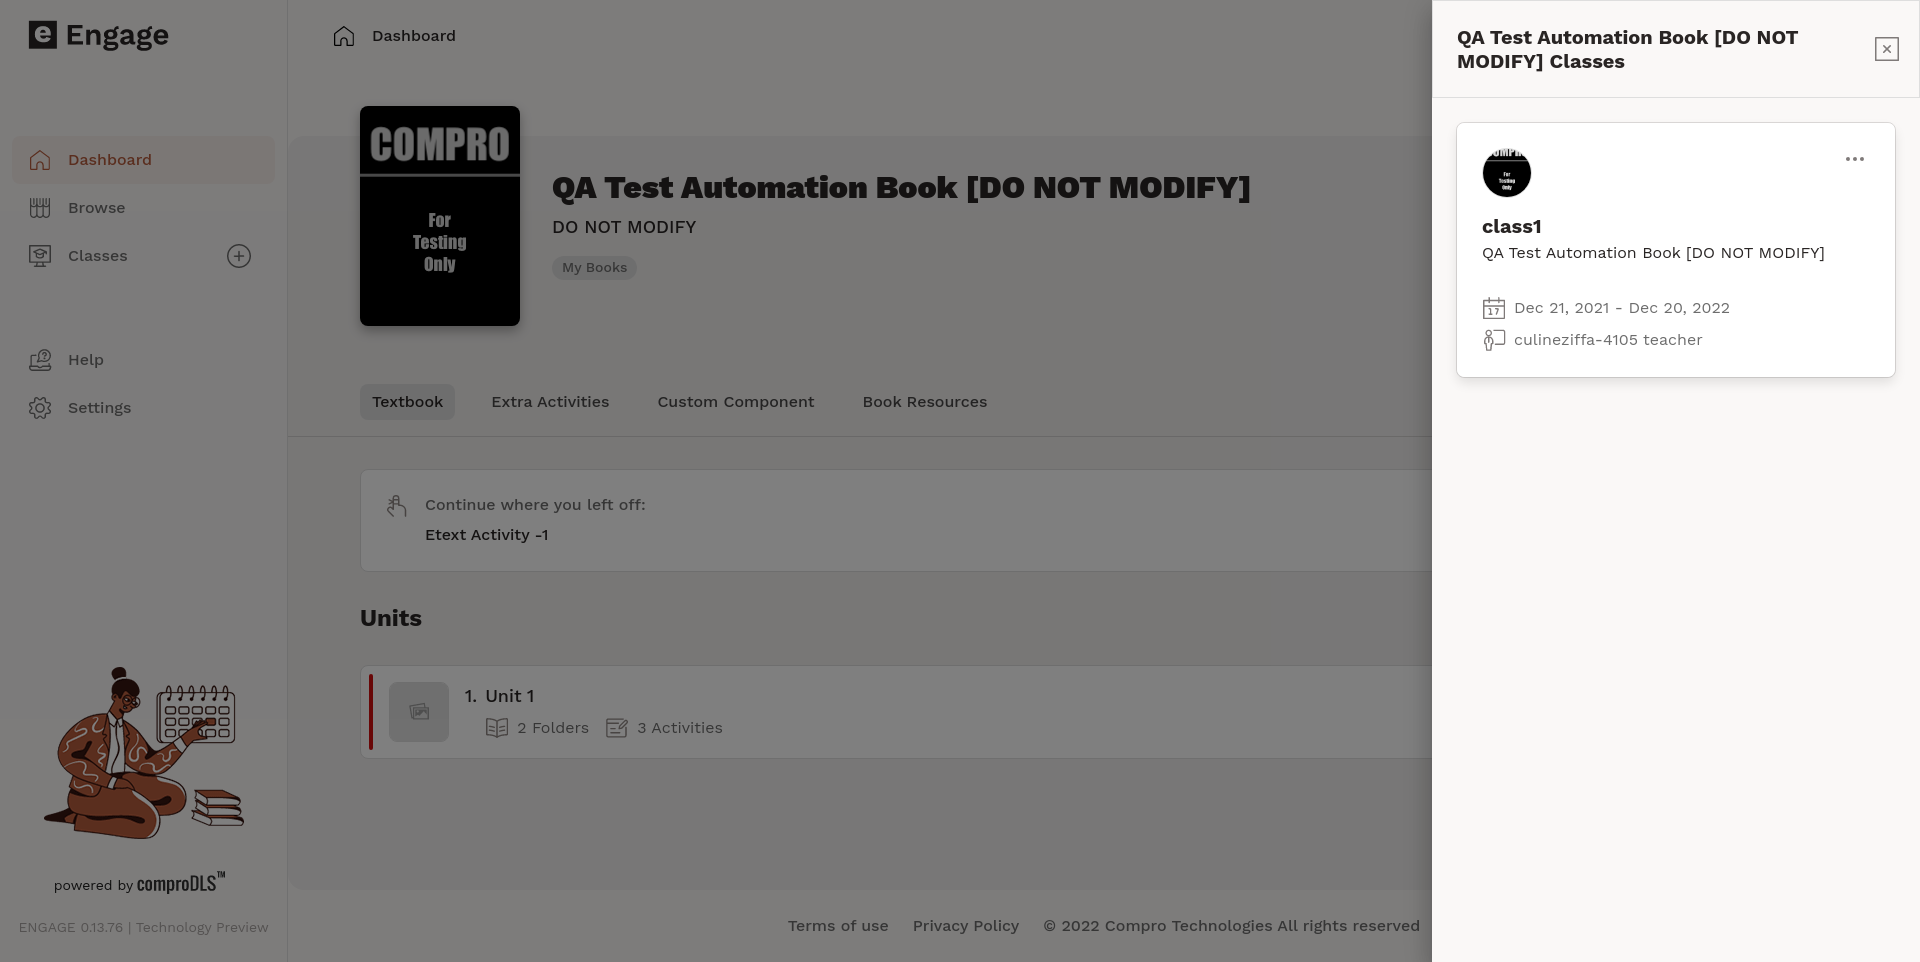 e Engage
Dashboard
Browse
Classes
Help
Settings
powered by comproDLS™
ENGAGE 0.13.76 | Technology Preview
Dashboard
COMPRO
For
Testing
Only
QA Test Automation Book [DO NOT MODIFY]
DO NOT MODIFY
My Books
Textbook
Extra Activities
Custom Component
Book Resources
Continue where you left off:
Etext Activity -1
Units
1. Unit 1
2 Folders
3 Activities
Terms of use
Privacy Policy
© 2022 Compro Technologies All rights reserved
QA Test Automation Book [DO NOT
MODIFY] Classes
For
Testing
Only
class1
QA Test Automation Book [DO NOT MODIFY]
17
Dec 21, 2021 - Dec 20, 2022
culineziffa-4105 teacher